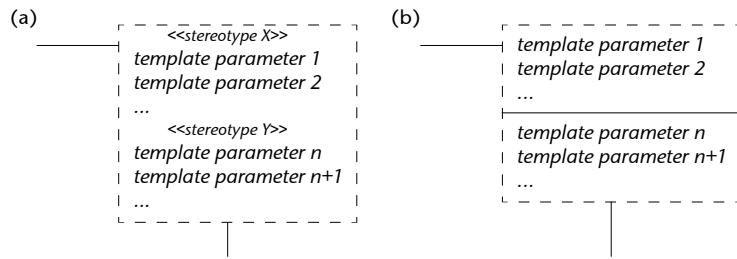 (a)
<<stereotype X>>
template parameter 1
template parameter 2
...
<<stereotype Y>>
template parameter n
template parameter n+1
...
(b)
template parameter 1
template parameter 2
...
template parameter n
template parameter n+1
...